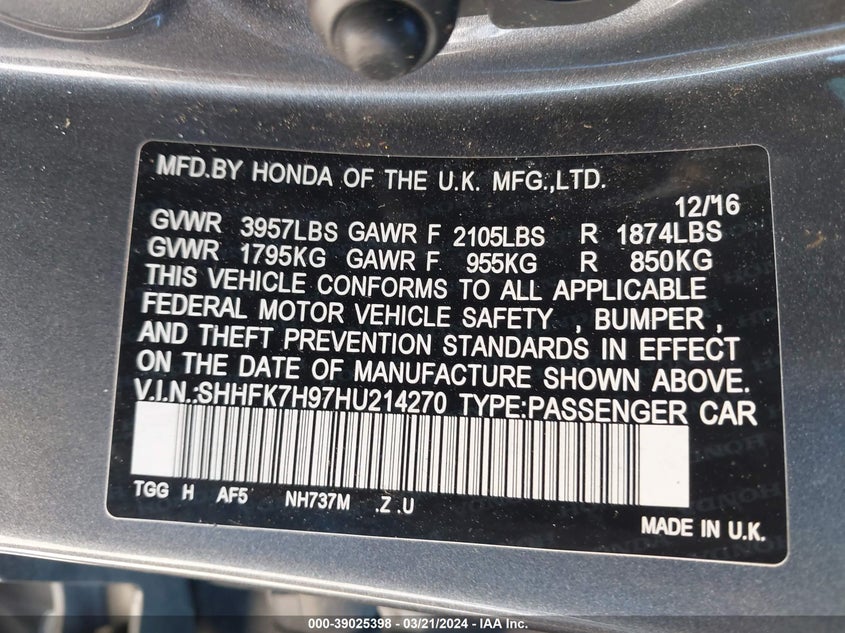 MFD.BY HONDA OF THE U.K. MFG.,LTD.
12/16
GVWR 3957LBS GAWR F 2105LBS R 1874LBS
GVWR 1795KG GAWR F 955KG R 850KG
THIS VEHICLE CONFORMS TO ALL APPLICABLE
FEDERAL MOTOR VEHICLE SAFETY , BUMPER ,
AND THEFT PREVENTION STANDARDS IN EFFECT
ON THE DATE OF MANUFACTURE SHOWN ABOVE.
V.I.N.:SHHFK7H97HU214270 TYPE:PASSENGER CAR
TGG H AF5 NH737M .Z .U
MADE IN U.K.
000-39025398 - 03/21/2024 - IAA Inc.